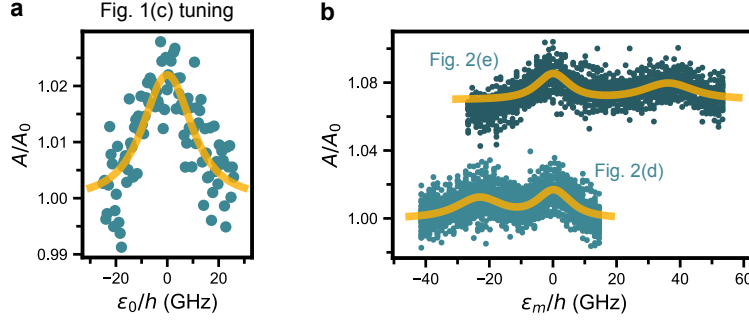 a
Fig. 1(c) tuning
A/A₀
1.02
1.01
1.00
0.99
−20
0
20
ε₀/h (GHz)
b
A/A₀
1.08
1.04
1.00
Fig. 2(e)
Fig. 2(d)
−40
−20
0
20
40
60
εₘ/h (GHz)